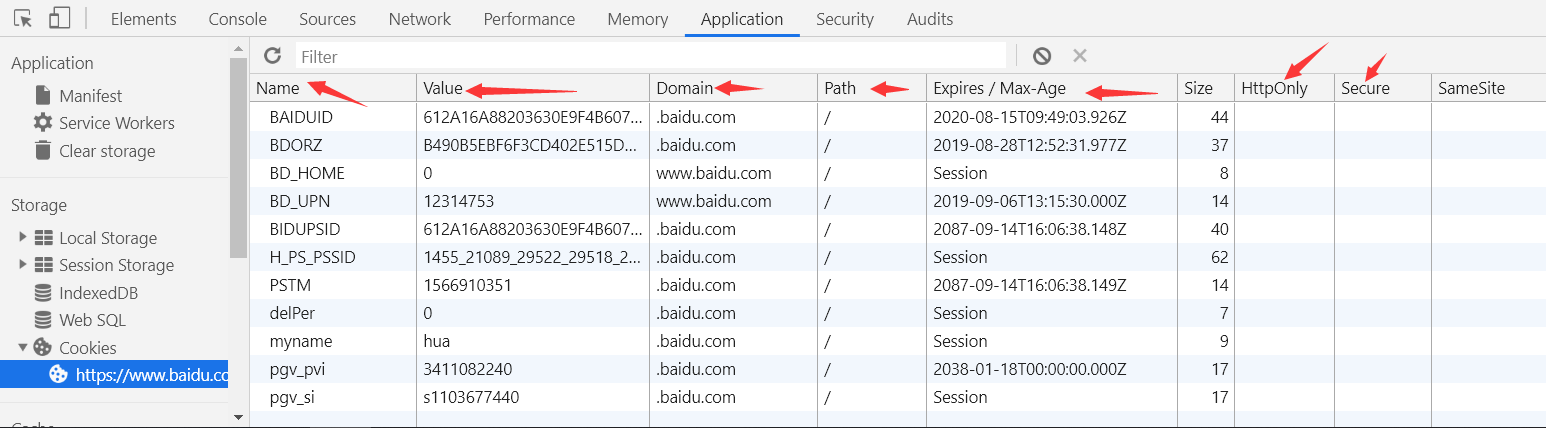 Elements Console Sources Network Performance Memory Application Security Audits
Application
Manifest
Service Workers
Clear storage
Storage
Local Storage
Session Storage
IndexedDB
Web SQL
Cookies
https://www.baidu.co
Cache
Filter
Name Value Domain Path Expires / Max-Age Size HttpOnly Secure SameSite
BAIDUID 612A16A88203630E9F4B607... .baidu.com / 2020-08-15T09:49:03.926Z 44
BDORZ B490B5EBF6F3CD402E515D... .baidu.com / 2019-08-28T12:52:31.977Z 37
BD_HOME 0 www.baidu.com / Session 8
BD_UPN 12314753 www.baidu.com / 2019-09-06T13:15:30.000Z 14
BIDUPSID 612A16A88203630E9F4B607... .baidu.com / 2087-09-14T16:06:38.148Z 40
H_PS_PSSID 1455_21089_29522_29518_2... .baidu.com / Session 62
PSTM 1566910351 .baidu.com / 2087-09-14T16:06:38.149Z 14
delPer 0 .baidu.com / Session 7
myname hua .baidu.com / Session 9
pgv_pvi 3411082240 .baidu.com / 2038-01-18T00:00:00.000Z 17
pgv_si s1103677440 .baidu.com / Session 17